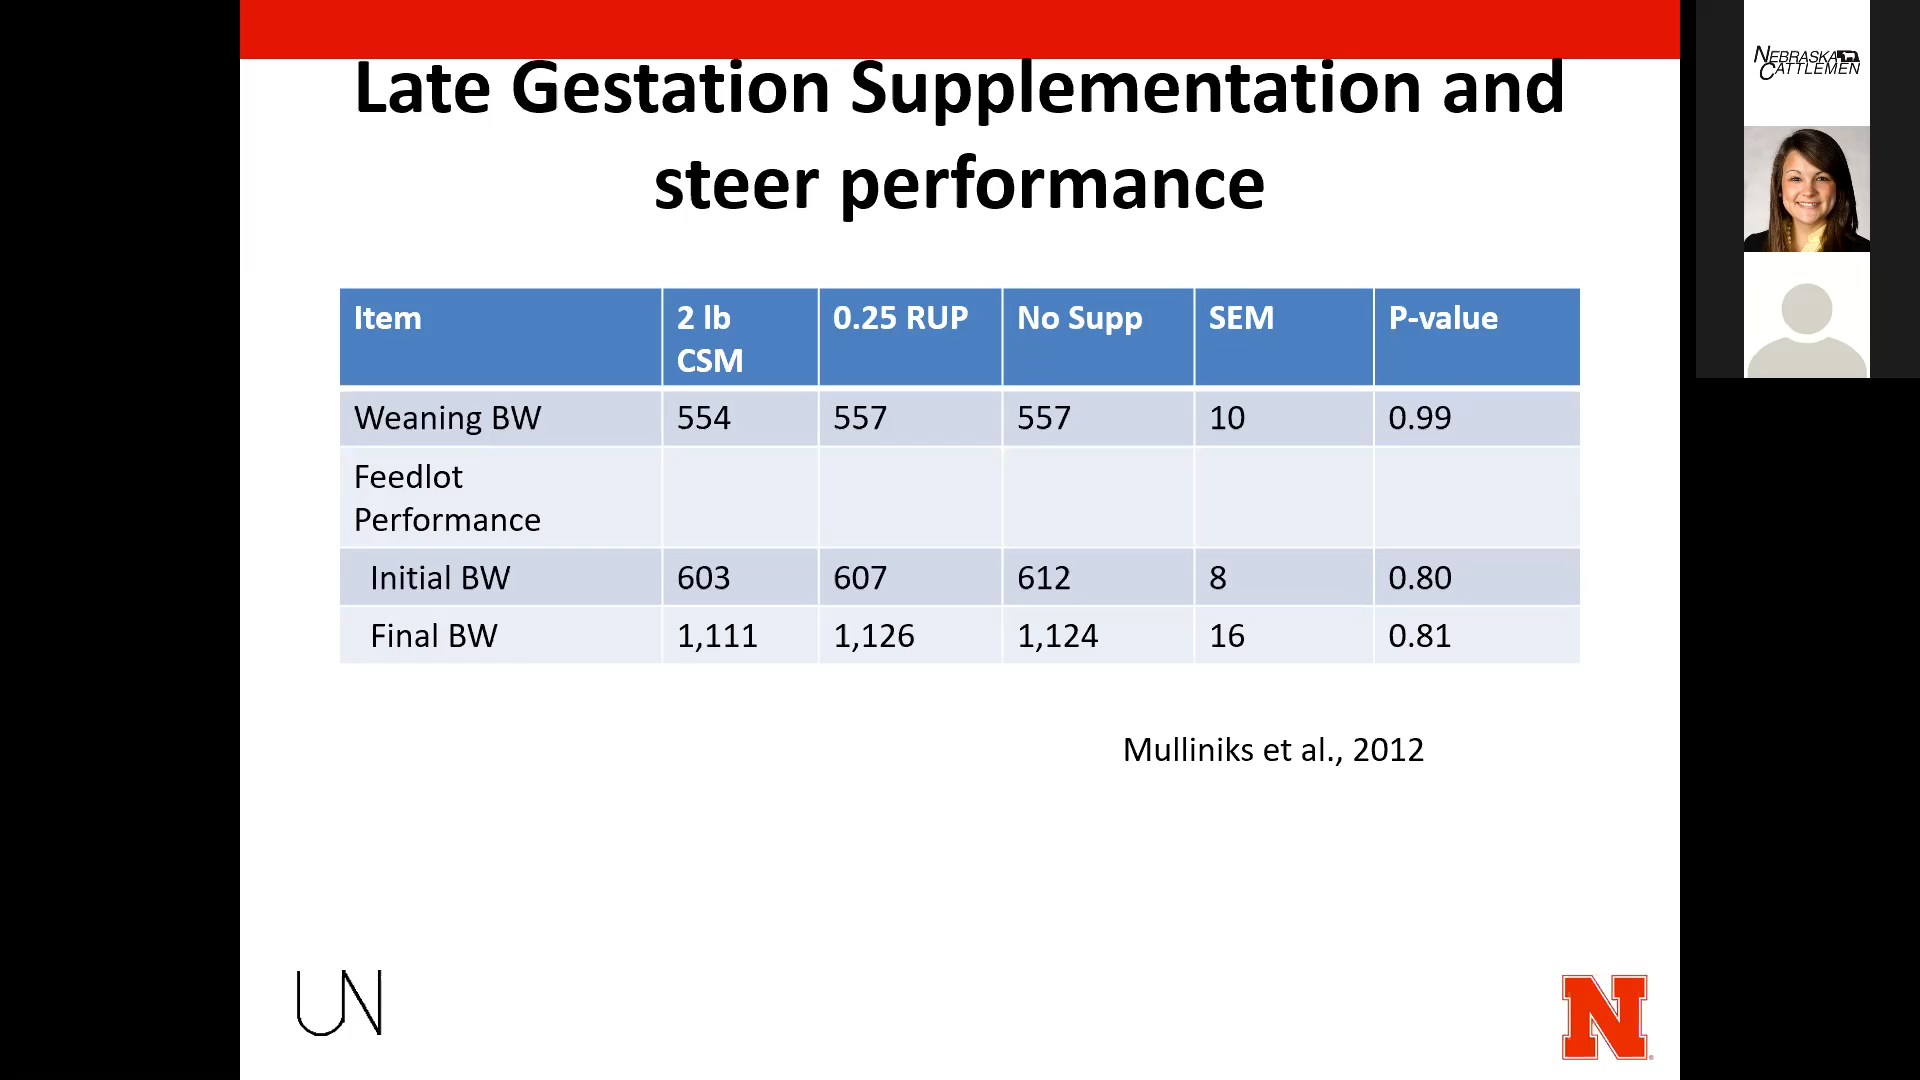 Late Gestation Supplementation and
steer performance
Item 2 lb CSM 0.25 RUP No Supp SEM P-value
Weaning BW 554 557 557 10 0.99
Feedlot
Performance
Initial BW 603 607 612 8 0.80
Final BW 1,111 1,126 1,124 16 0.81
Mulliniks et al., 2012
UN
N
NEBRASKA
CATTLEMEN